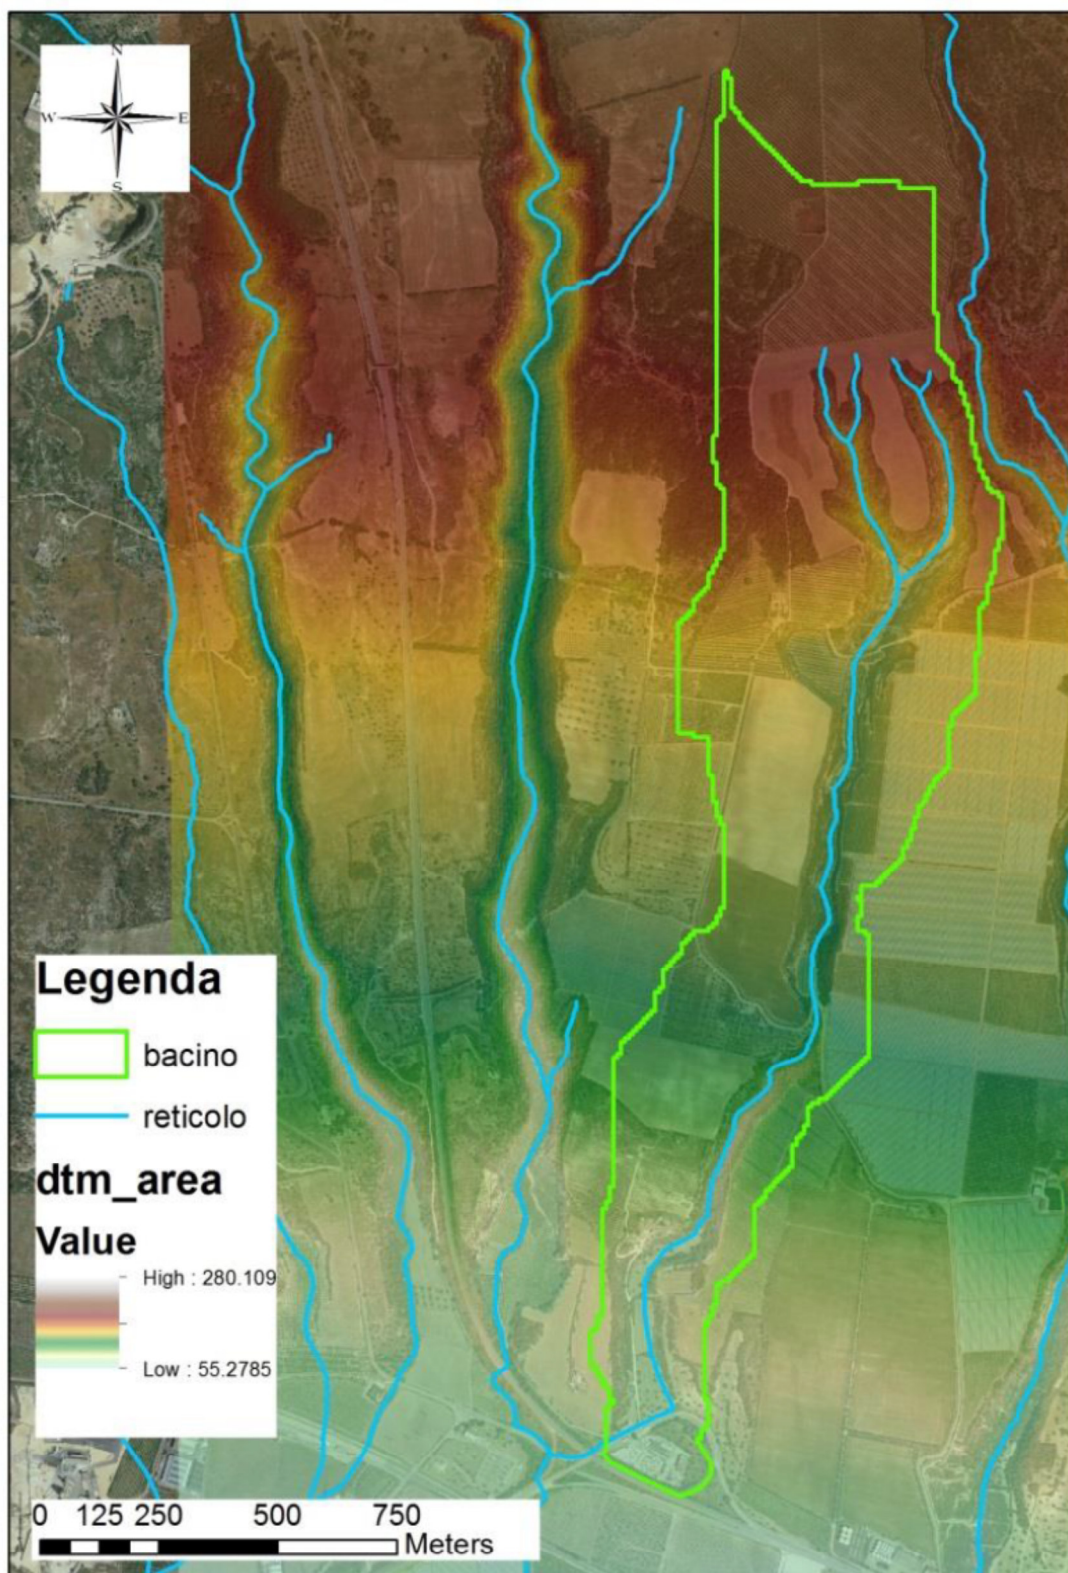 N
W E
S
Legenda
bacino
reticolo
dtm_area
Value
High : 280.109
Low : 55.2785
0 125 250 500 750
Meters